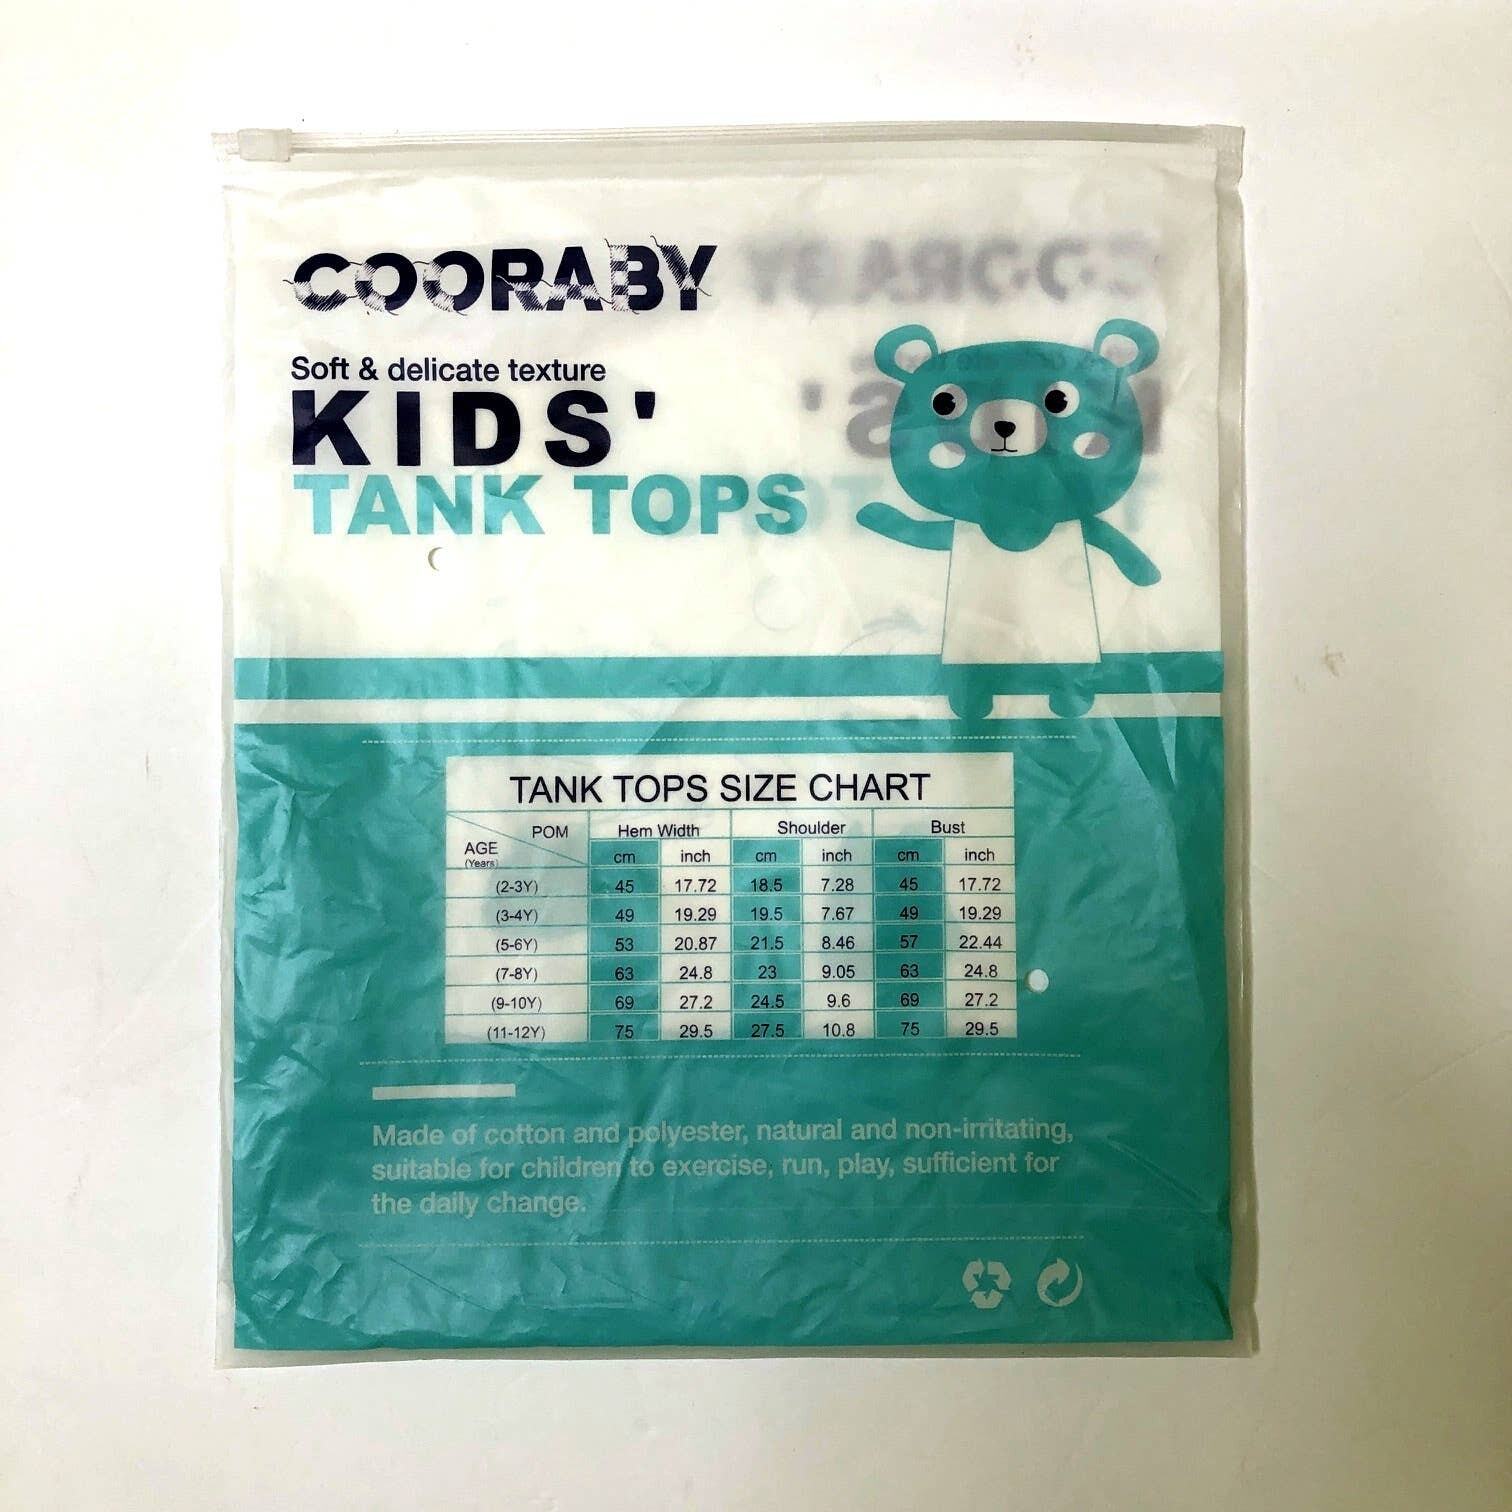 COORABY
Soft & delicate texture
KIDS'
TANK TOPS
TANK TOPS SIZE CHART
POM Hem Width Shoulder Bust
AGE
(Years) cm inch cm inch cm inch
(2-3Y) 45 17.72 18.5 7.28 45 17.72
(3-4Y) 49 19.29 19.5 7.67 49 19.29
(5-6Y) 53 20.87 21.5 8.46 57 22.44
(7-8Y) 63 24.8 23 9.05 63 24.8
(9-10Y) 69 27.2 24.5 9.6 69 27.2
(11-12Y) 75 29.5 27.5 10.8 75 29.5
Made of cotton and polyester, natural and non-irritating,
suitable for children to exercise, run, play, sufficient for
the daily change.